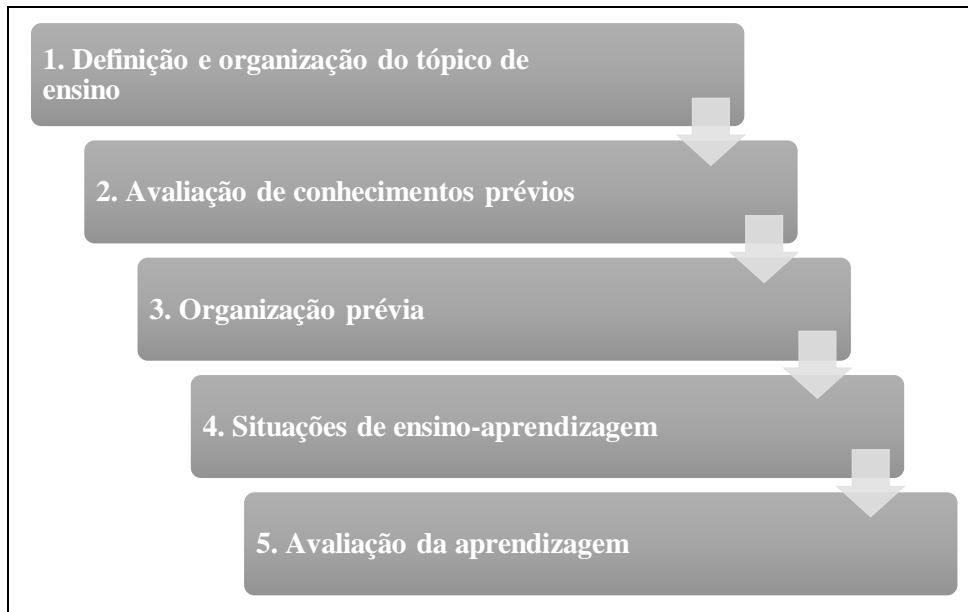 1. Definição e organização do tópico de
ensino
2. Avaliação de conhecimentos prévios
3. Organização prévia
4. Situações de ensino-aprendizagem
5. Avaliação da aprendizagem